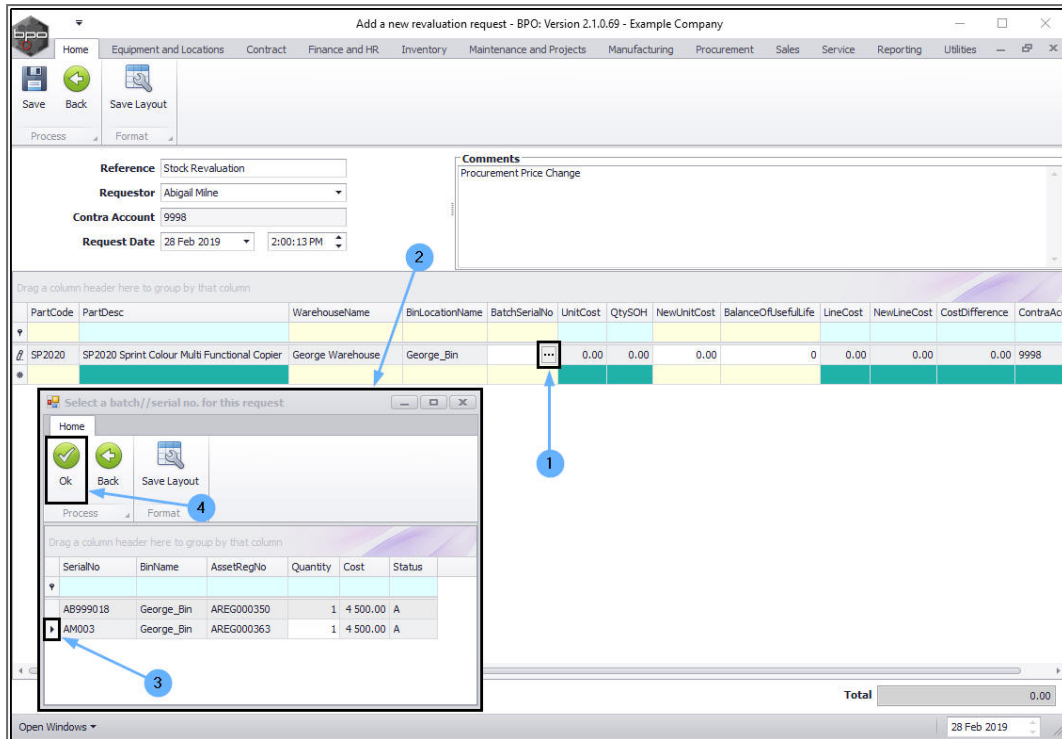 bpo
Add a new revaluation request - BPO: Version 2.1.0.69 - Example Company
Home Equipment and Locations Contract Finance and HR Inventory Maintenance and Projects Manufacturing Procurement Sales Service Reporting Utilities
Save Back Save Layout
Process Format
Reference Stock Revaluation
Requestor Abigail Milne
Contra Account 9998
Request Date 28 Feb 2019 2:00:13 PM
Comments
Procurement Price Change
2
Drag a column header here to group by that column
PartCode PartDesc WarehouseName BinLocationName BatchSerialNo UnitCost QtySOH NewUnitCost BalanceOfUsefulLife LineCost NewLineCost CostDifference ContraAcc
SP2020 SP2020 Sprint Colour Multi Functional Copier George Warehouse George_Bin ... 0.00 0.00 0.00 0 0.00 0.00 0.00 9998
1
Select a batch//serial no. for this request
Home
Ok Back Save Layout
4
Process Format
Drag a column header here to group by that column
SerialNo BinName AssetRegNo Quantity Cost Status
AB999018 George_Bin AREG000350 1 4 500.00 A
AM003 George_Bin AREG000363 1 4 500.00 A
3
Total 0.00
Open Windows 28 Feb 2019